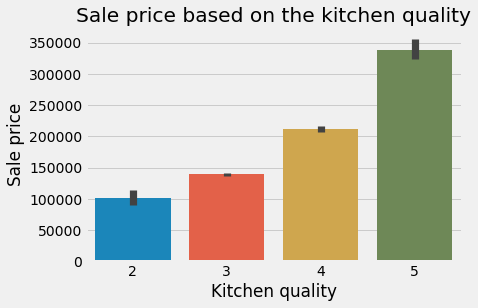 Sale price based on the kitchen quality
350000
300000
250000
200000
150000
100000
50000
0
Sale price
2 3 4 5
Kitchen quality